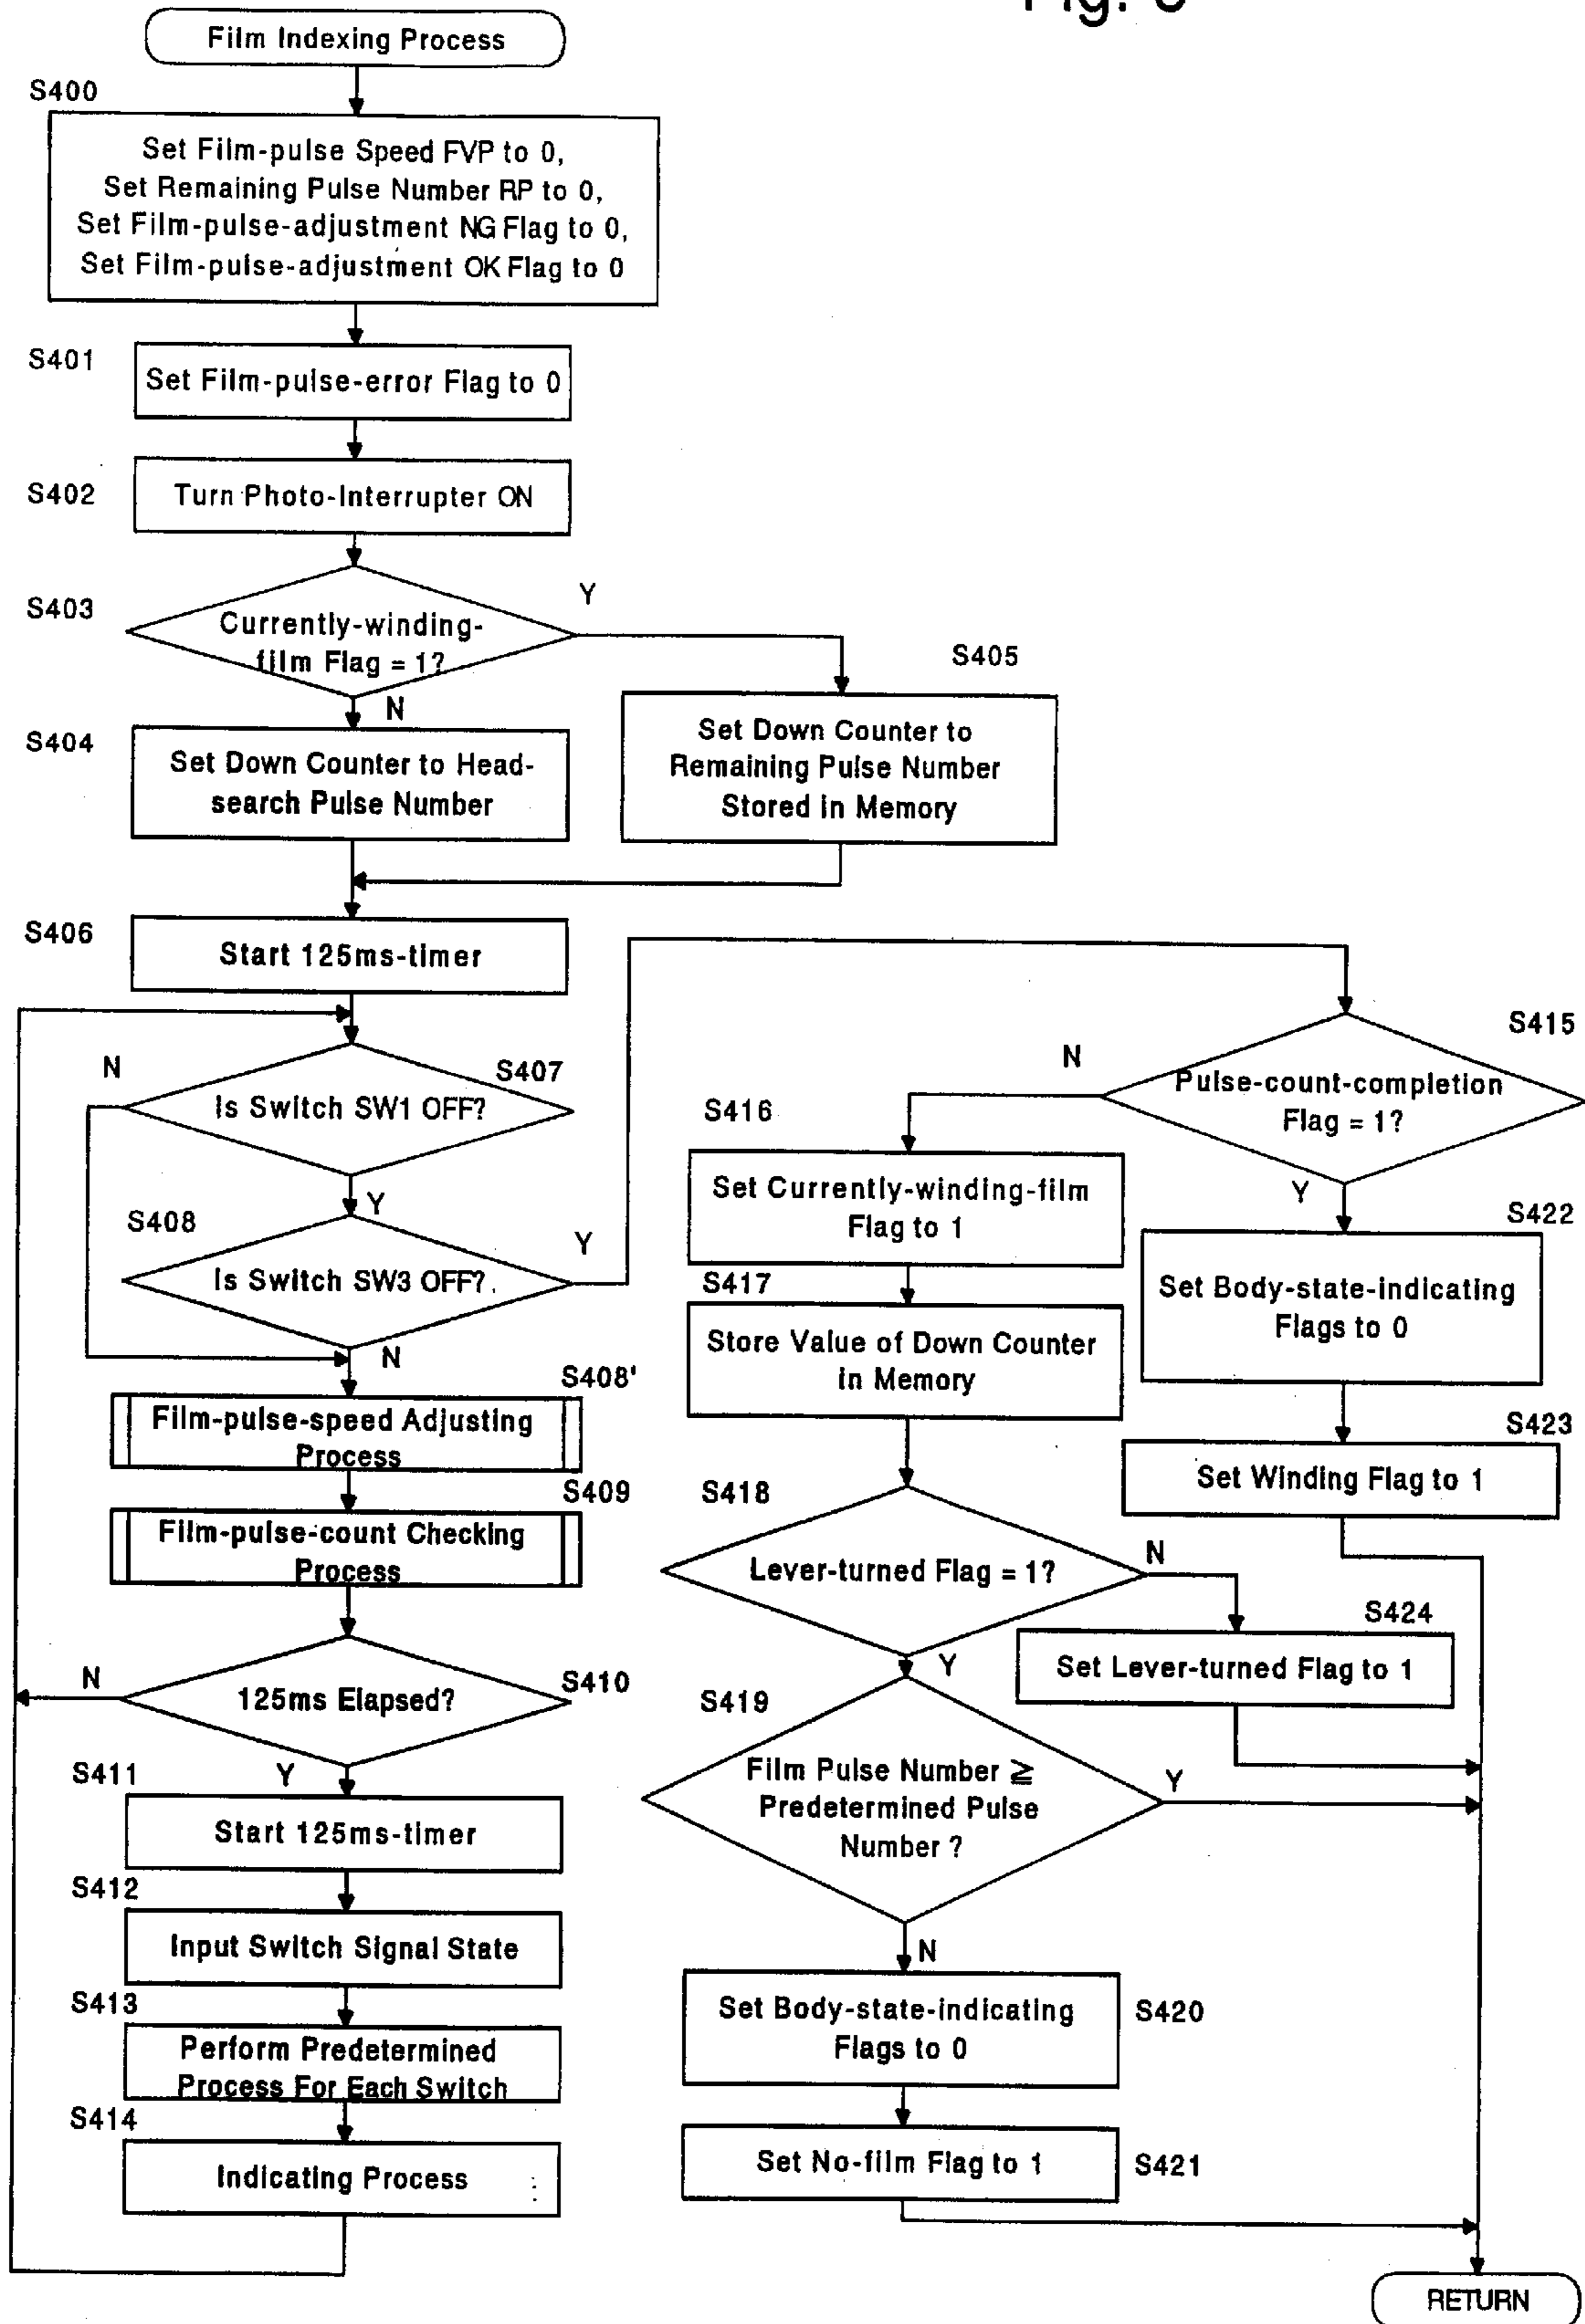 Film Indexing Process
S400
Set Film-pulse Speed FVP to 0,
Set Remaining Pulse Number RP to 0,
Set Film-pulse-adjustment NG Flag to 0,
Set Film-pulse-adjustment OK Flag to 0
S401
Set Film-pulse-error Flag to 0
S402
Turn Photo-Interrupter ON
S403
Currently-winding-
film Flag = 1?
Y
N
S404
Set Down Counter to Head-
search Pulse Number
S405
Set Down Counter to
Remaining Pulse Number
Stored in Memory
S406
Start 125ms-timer
N
S407
Is Switch SW1 OFF?
Y
S408
Is Switch SW3 OFF?
Y
N
S408'
Film-pulse-speed Adjusting
Process
S409
Film-pulse-count Checking
Process
N
S410
125ms Elapsed?
Y
S411
Start 125ms-timer
S412
Input Switch Signal State
S413
Perform Predetermined
Process For Each Switch
S414
Indicating Process
S415
N
Pulse-count-completion
Flag = 1?
Y
S416
Set Currently-winding-film
Flag to 1
S417
Store Value of Down Counter
in Memory
S418
Lever-turned Flag = 1?
N
Y
S419
Film Pulse Number ≧
Predetermined Pulse
Number ?
Y
N
Set Body-state-indicating
Flags to 0
S420
Set No-film Flag to 1
S421
S422
Set Body-state-indicating
Flags to 0
S423
Set Winding Flag to 1
S424
Set Lever-turned Flag to 1
RETURN